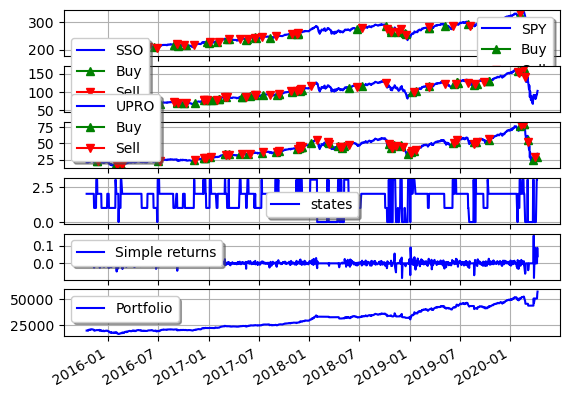 300
200
SPY
Buy
Sell
150
100
50
SSO
Buy
Sell
75
50
25
UPRO
Buy
Sell
2.5
0.0
states
0.1
0.0
Simple returns
50000
25000
Portfolio
2016-01
2016-07
2017-01
2017-07
2018-01
2018-07
2019-01
2019-07
2020-01